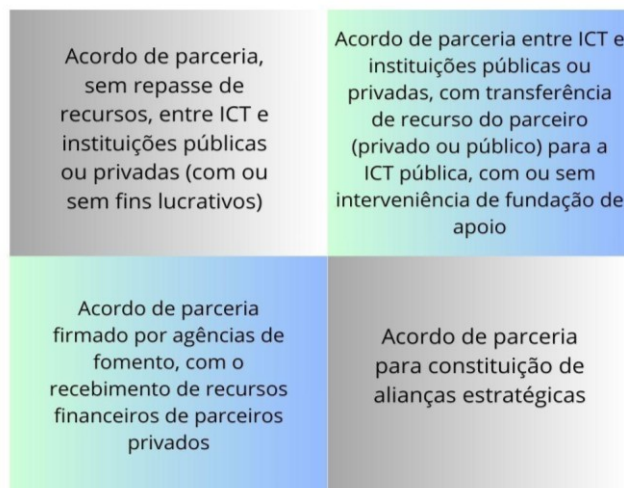 Acordo de parceria,
sem repasse de
recursos, entre ICT e
instituições públicas
ou privadas (com ou
sem fins lucrativos)
Acordo de parceria entre ICT e
instituições públicas ou
privadas, com transferência
de recurso do parceiro
(privado ou público) para a
ICT pública, com ou sem
interveniência de fundação de
apoio
Acordo de parceria
firmado por agências de
fomento, com o
recebimento de recursos
financeiros de parceiros
privados
Acordo de parceria
para constituição de
alianças estratégicas